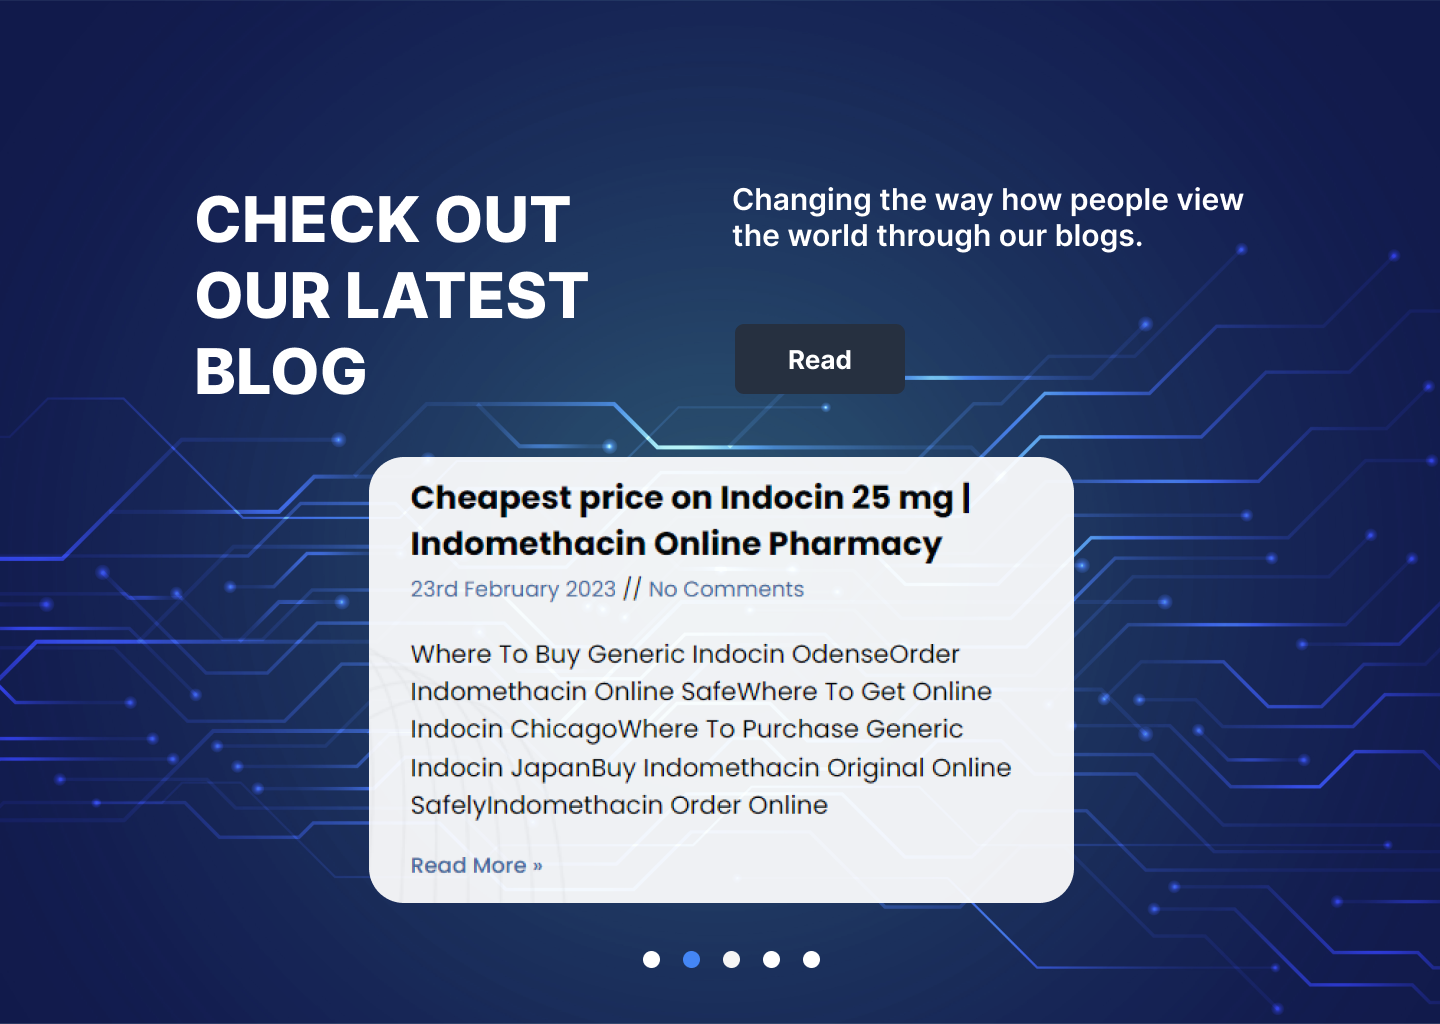 CHECK OUT
OUR LATEST
BLOG
Changing the way how people view
the world through our blogs.
Read
Cheapest price on Indocin 25 mg |
Indomethacin Online Pharmacy
23rd February 2023 // No Comments
Where To Buy Generic Indocin OdenseOrder
Indomethacin Online SafeWhere To Get Online
Indocin ChicagoWhere To Purchase Generic
Indocin JapanBuy Indomethacin Original Online
SafelyIndomethacin Order Online
Read More »